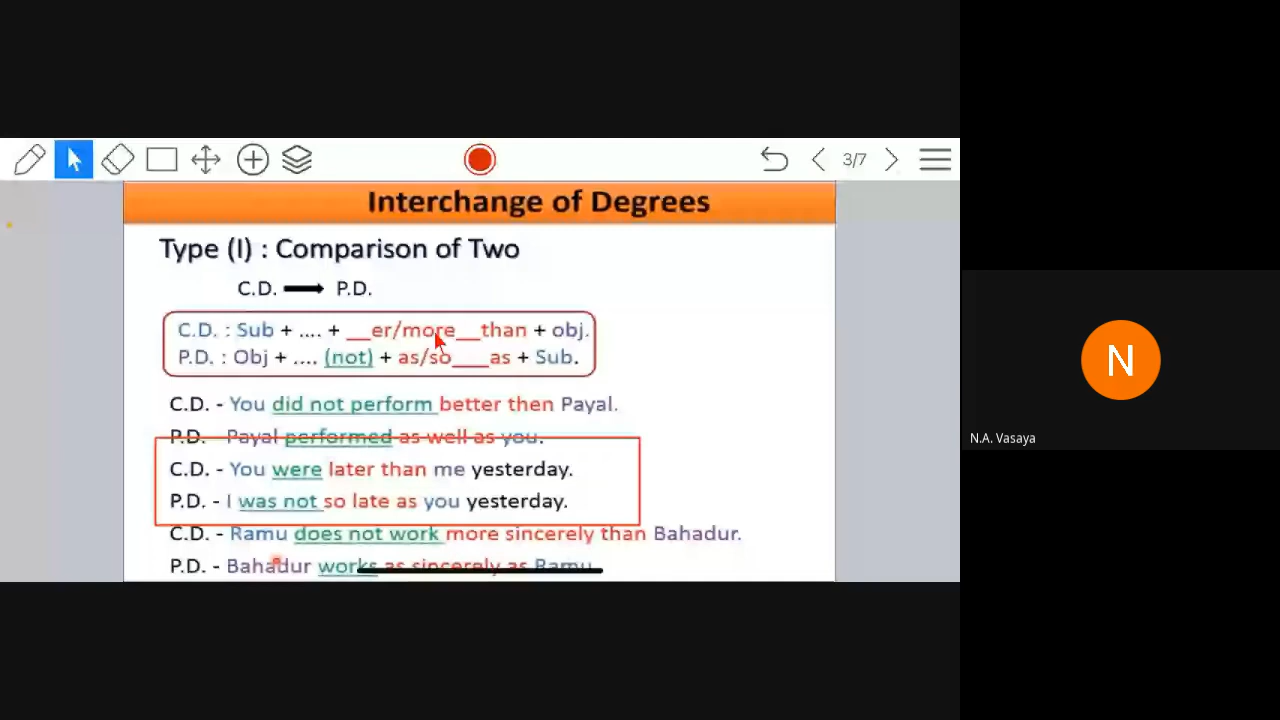 3/7
Interchange of Degrees
Type (I) : Comparison of Two
C.D. P.D.
C.D. : Sub + .... + __er/more__than + obj.
P.D. : Obj + .... (not) + as/so___as + Sub.
C.D. - You did not perform better then Payal.
P.D. - Payal performed as well as you.
C.D. - You were later than me yesterday.
P.D. - I was not so late as you yesterday.
C.D. - Ramu does not work more sincerely than Bahadur.
P.D. - Bahadur works as sincerely as Ramu.
N
N.A. Vasaya